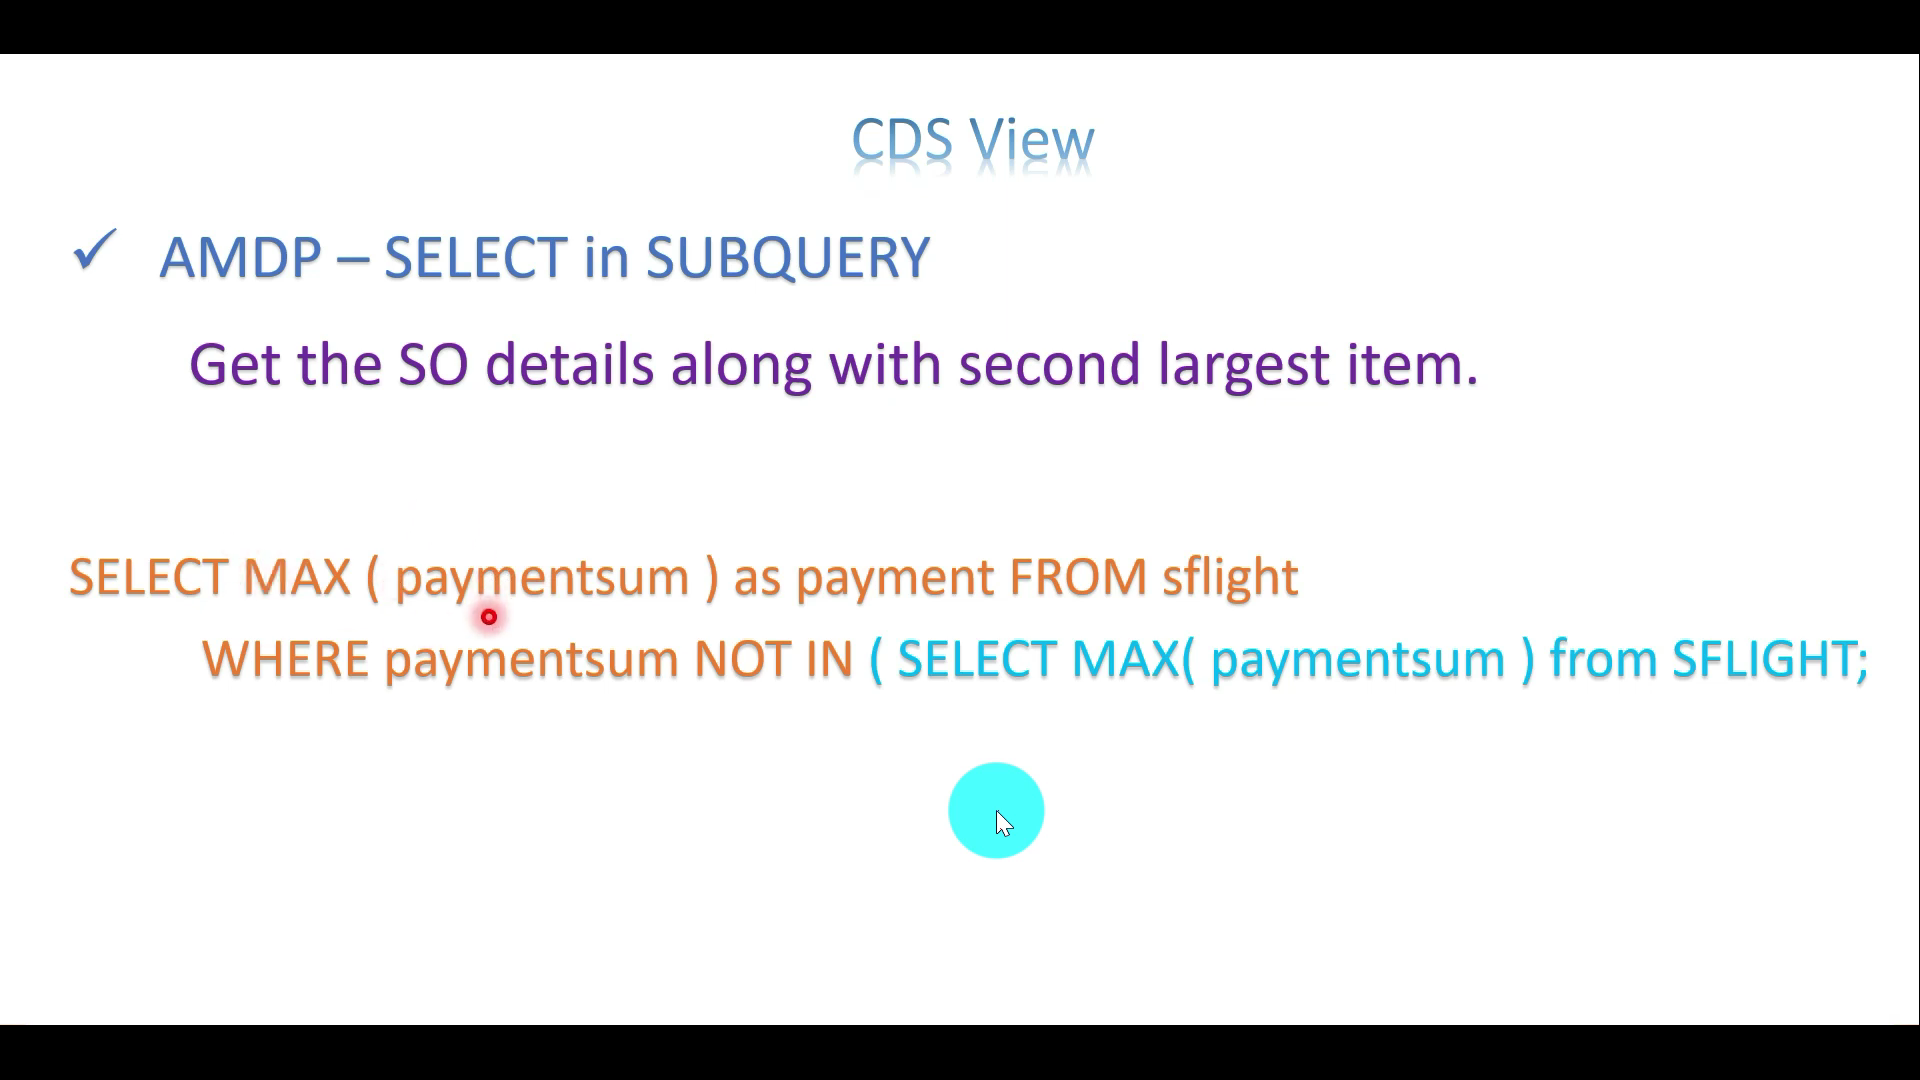 CDS View
✓ AMDP – SELECT in SUBQUERY
Get the SO details along with second largest item.
SELECT MAX ( paymentsum ) as payment FROM sflight
WHERE paymentsum NOT IN ( SELECT MAX( paymentsum ) from SFLIGHT;